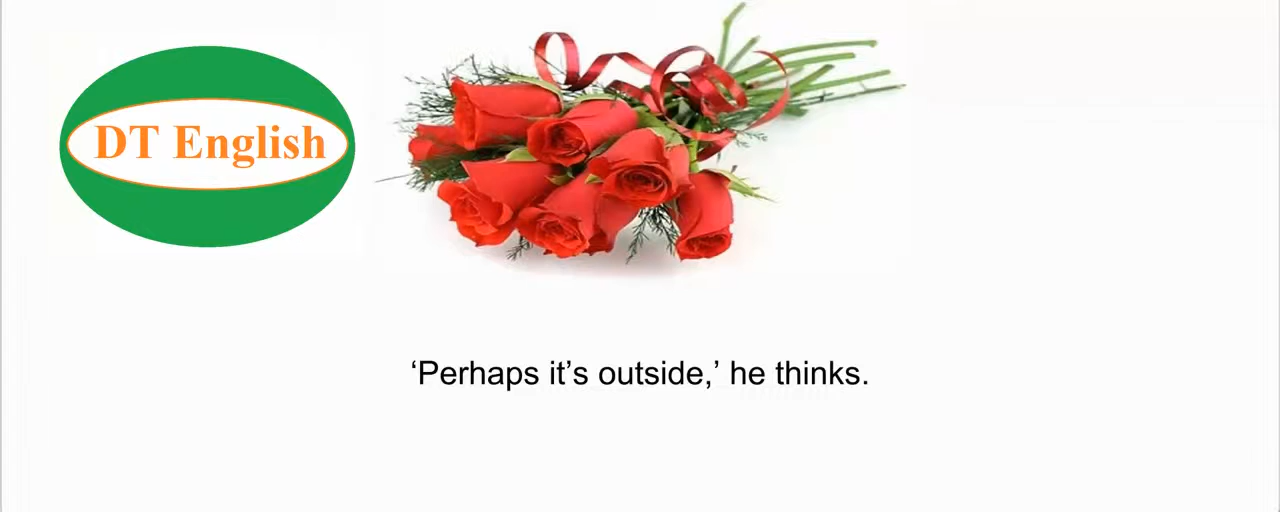 DT English
‘Perhaps it’s outside,’ he thinks.